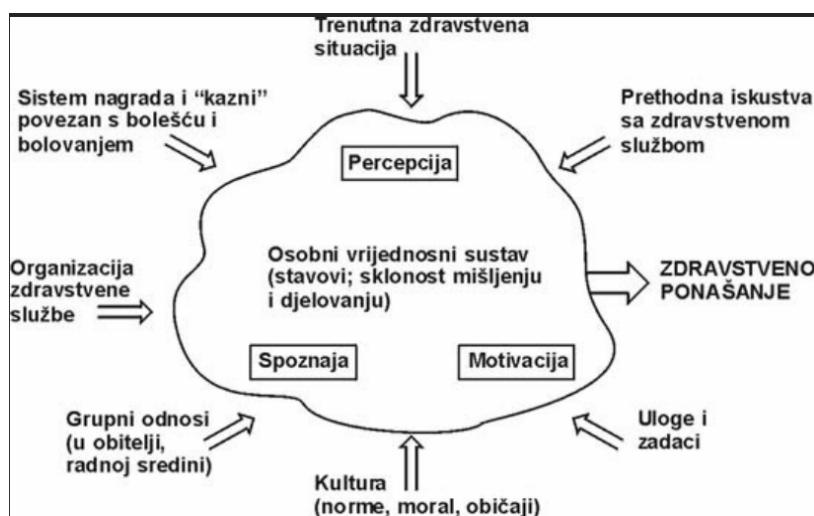 Trenutna zdravstvena
situacija
Sistem nagrada i “kazni”
povezan s bolešću i
bolovanjem
Prethodna iskustva
sa zdravstvenom
službom
Percepcija
Osobni vrijednosni sustav
(stavovi; sklonost mišljenju
i djelovanju)
Organizacija
zdravstvene
službe
ZDRAVSTVENO
PONAŠANJE
Spoznaja
Motivacija
Grupni odnosi
(u obitelji,
radnoj sredini)
Uloge i
zadaci
Kultura
(norme, moral, običaji)